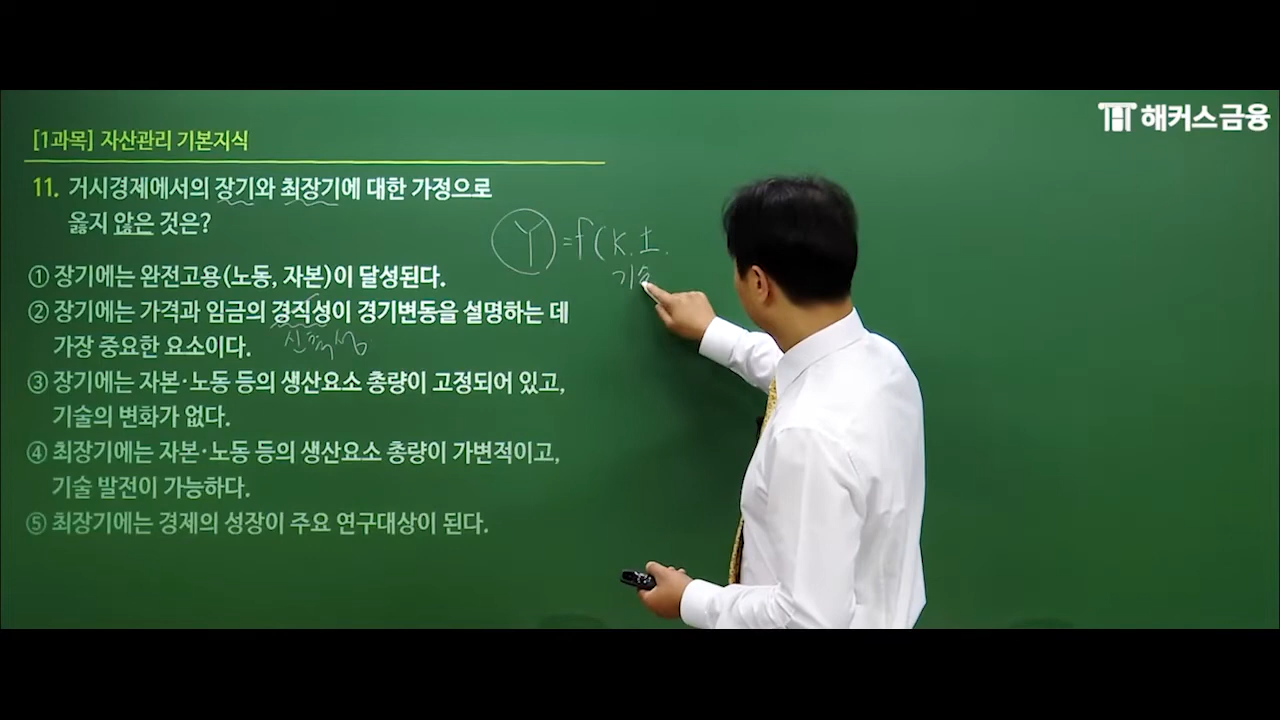 해커스금융
[1과목] 자산관리 기본지식
11. 거시경제에서의 장기와 최장기에 대한 가정으로
옳지 않은 것은?
Y = f(K.
기술
① 장기에는 완전고용(노동, 자본)이 달성된다.
② 장기에는 가격과 임금의 경직성이 경기변동을 설명하는 데
가장 중요한 요소이다.
신축성
③ 장기에는 자본·노동 등의 생산요소 총량이 고정되어 있고,
기술의 변화가 없다.
④ 최장기에는 자본·노동 등의 생산요소 총량이 가변적이고,
기술 발전이 가능하다.
⑤ 최장기에는 경제의 성장이 주요 연구대상이 된다.